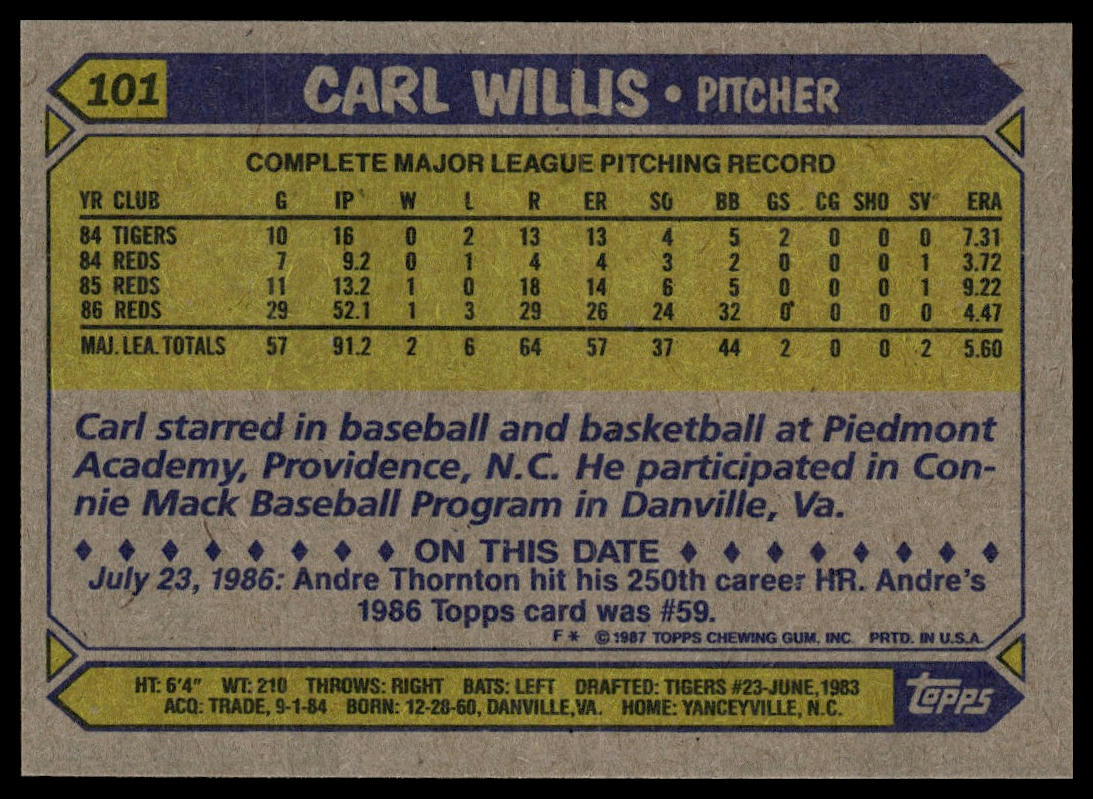 101 CARL WILLIS • PITCHER
COMPLETE MAJOR LEAGUE PITCHING RECORD
YR CLUB G IP W L R ER SO BB GS CG SHO SV ERA
84 TIGERS 10 16 0 2 13 13 4 5 2 0 0 0 7.31
84 REDS 7 9.2 0 1 4 4 3 2 0 0 0 1 3.72
85 REDS 11 13.2 1 0 18 14 6 5 0 0 0 1 9.22
86 REDS 29 52.1 1 3 29 26 24 32 0 0 0 0 4.47
MAJ. LEA. TOTALS 57 91.2 2 6 64 57 37 44 2 0 0 2 5.60
Carl starred in baseball and basketball at Piedmont
Academy, Providence, N.C. He participated in Con-
nie Mack Baseball Program in Danville, Va.
♦ ♦ ♦ ♦ ♦ ♦ ♦ ♦ ON THIS DATE ♦ ♦ ♦ ♦ ♦ ♦ ♦ ♦
July 23, 1986: Andre Thornton hit his 250th career HR. Andre's
1986 Topps card was #59.
F * © 1987 TOPPS CHEWING GUM, INC. PRTD. IN U.S.A.
HT: 6'4" WT: 210 THROWS: RIGHT BATS: LEFT DRAFTED: TIGERS #23-JUNE, 1983
ACQ: TRADE, 9-1-84 BORN: 12-28-60, DANVILLE, VA. HOME: YANCEYVILLE, N.C.
topps